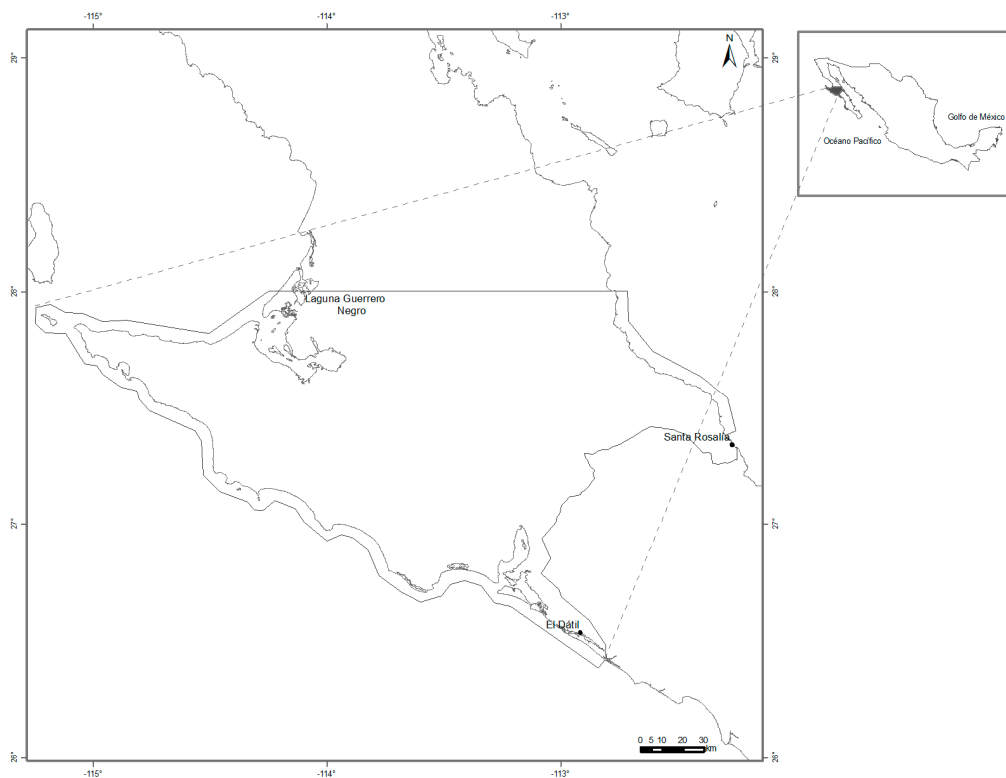 -115°
-114°
-113°
29°
29°
N
Golfo de México
Océano Pacífico
28°
28°
Laguna Guerrero
Negro
Santa Rosalía
27°
27°
El Dátil
26°
26°
0 5 10 20 30
km
-115°
-114°
-113°